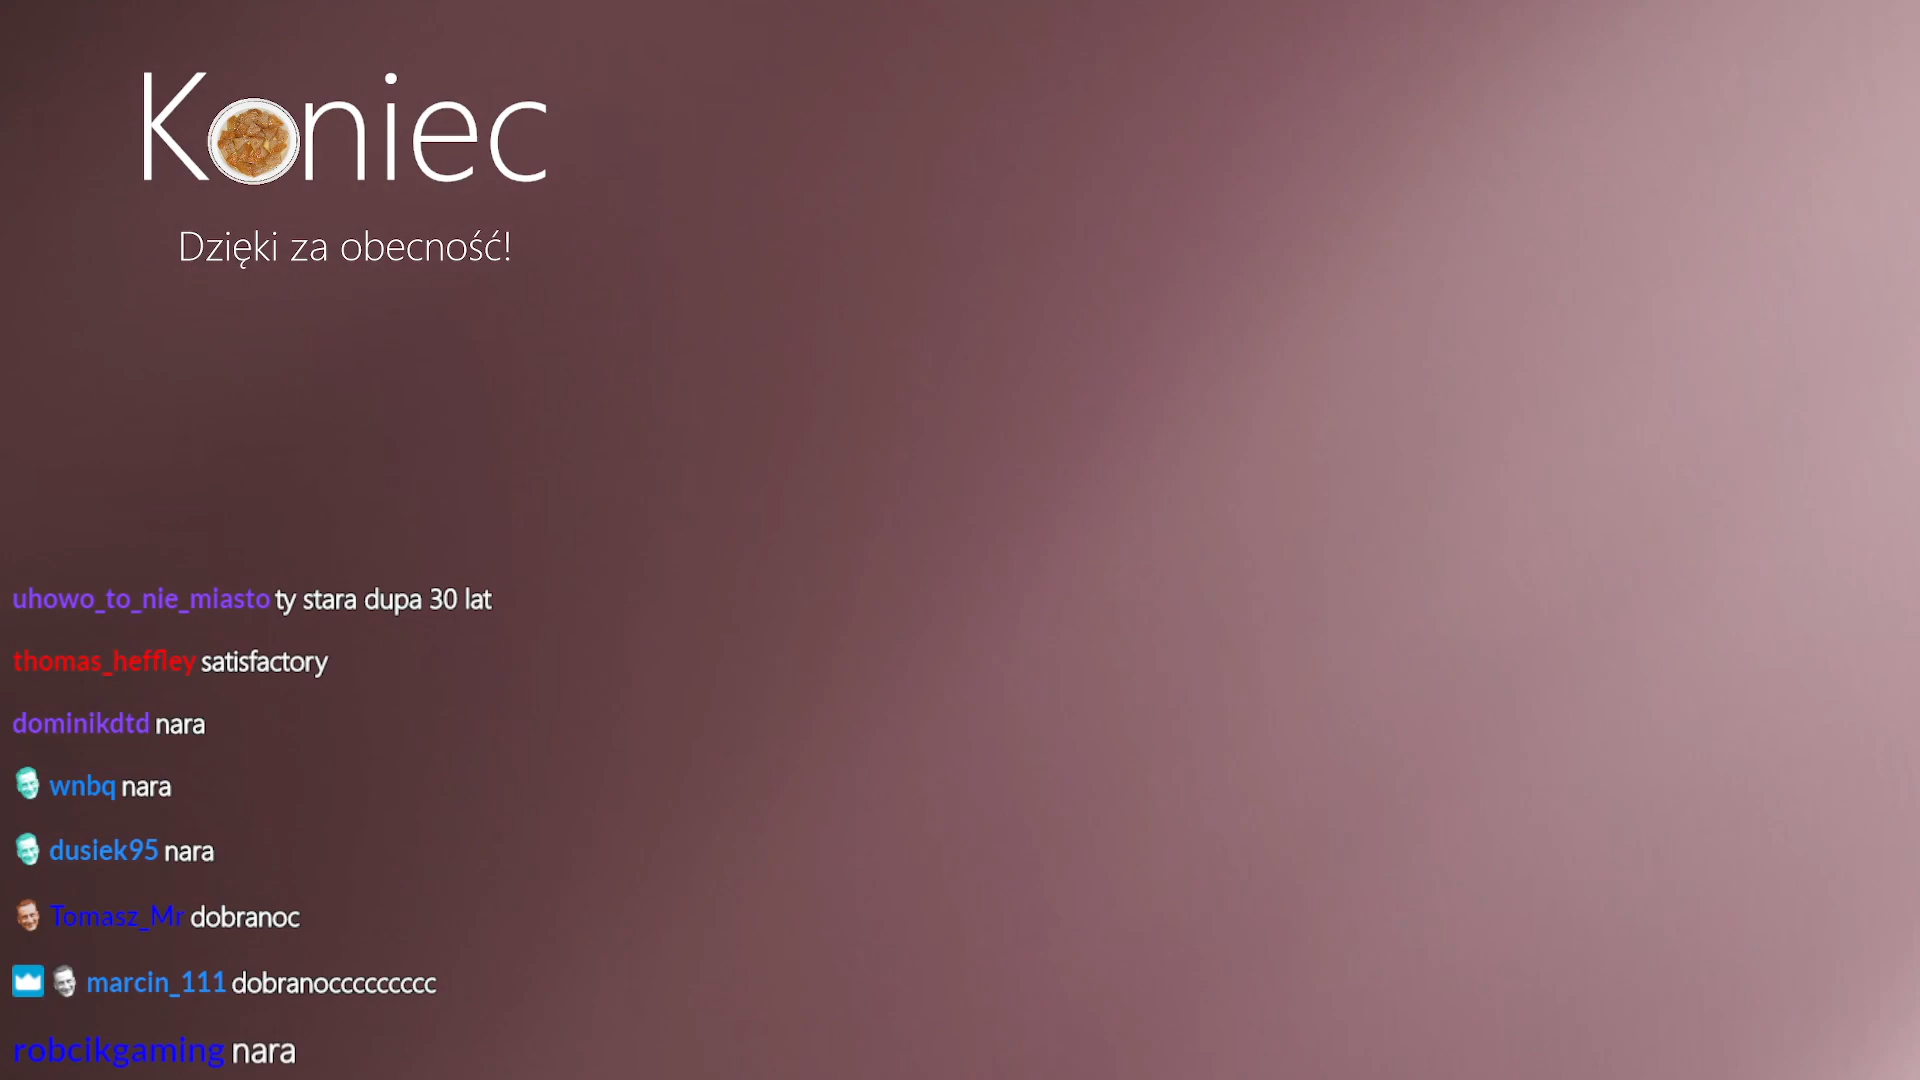 Koniec
Dzięki za obecność!
uhowo_to_nie_miasto ty stara dupa 30 lat
thomas_heffley satisfactory
dominikdtd nara
wnbq nara
dusiek95 nara
Tomasz_Mr dobranoc
marcin_111 dobranoccccccccc
robcikgaming nara